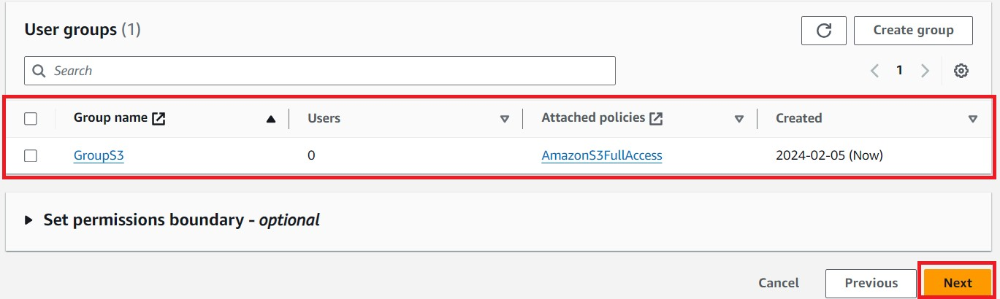 User groups (1)
Create group
Search
1
Group name Users Attached policies Created
GroupS3 0 AmazonS3FullAccess 2024-02-05 (Now)
Set permissions boundary - optional
Cancel Previous Next